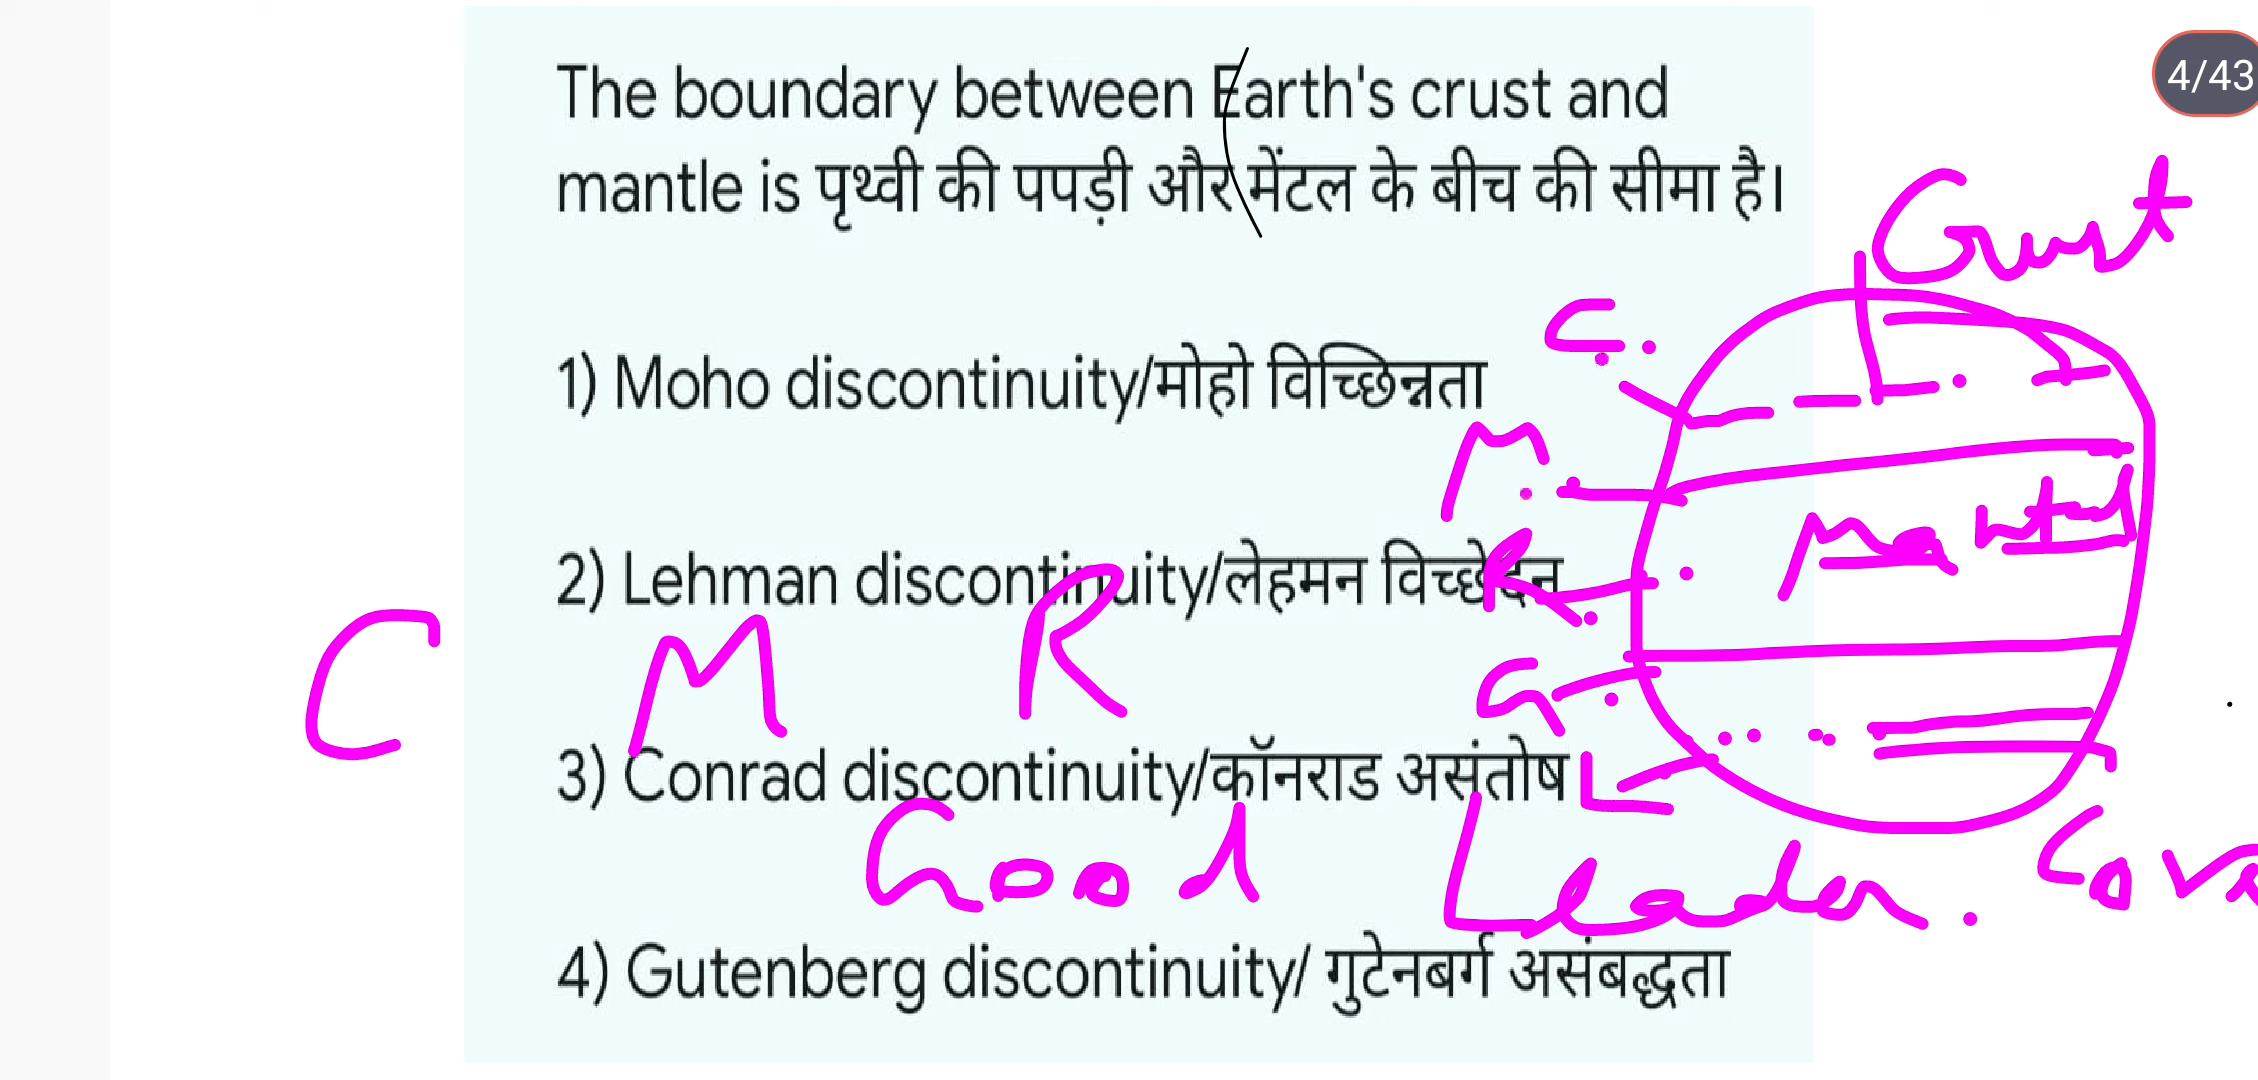 4/43
The boundary between Earth's crust and
mantle is पृथ्वी की पपड़ी और मेंटल के बीच की सीमा है।
Crust
C.
1) Moho discontinuity/मोहो विच्छिन्नता
M.
Mantel
2) Lehman discontinuity/लेहमन विच्छेदन
R
C M R
G
3) Conrad discontinuity/कॉनराड असंतोष
L
Good Leader.
4) Gutenberg discontinuity/ गुटेनबर्ग असंबद्धता